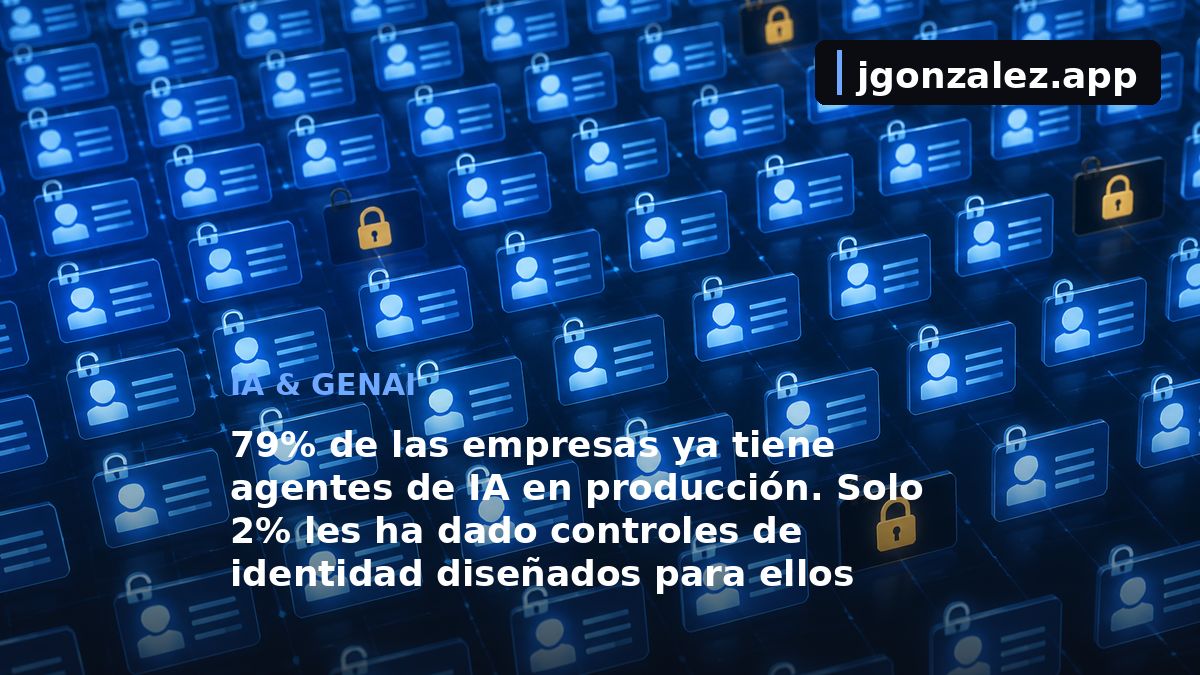 jgonzalez.app
IA & GENAI
79% de las empresas ya tiene
agentes de IA en producción. Solo
2% les ha dado controles de
identidad diseñados para ellos